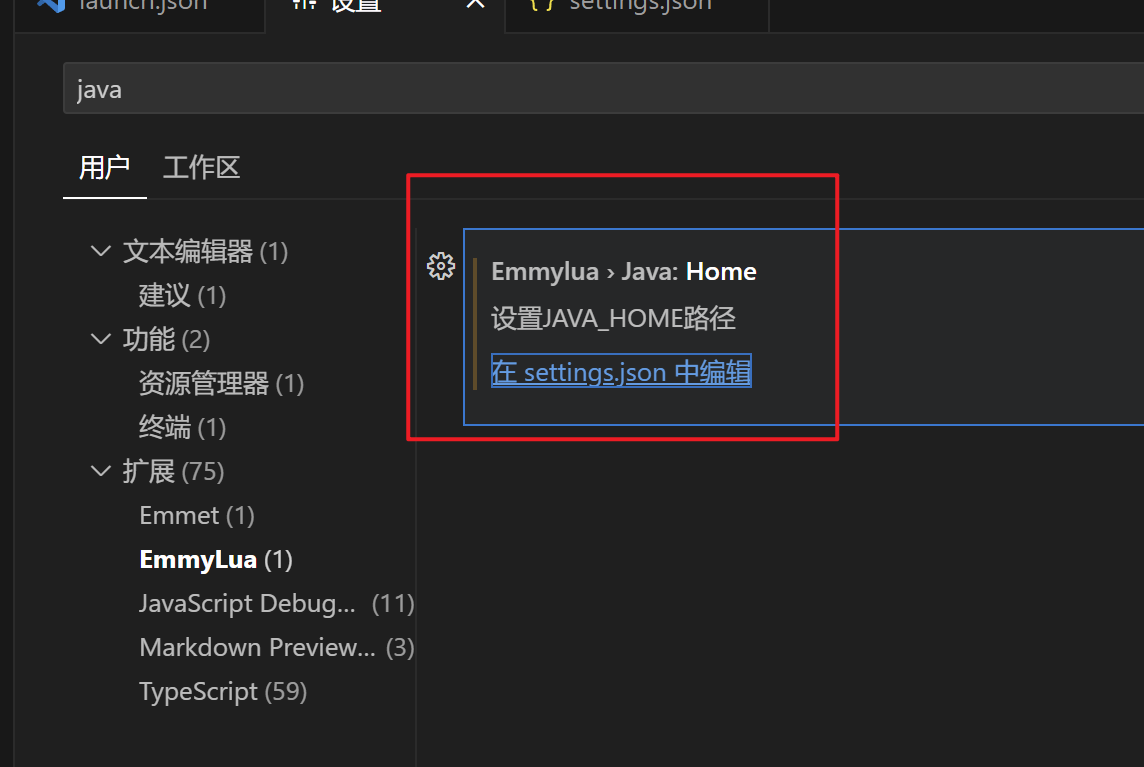 launch.json
设置
{} settings.json
java
用户 工作区
文本编辑器 (1)
建议 (1)
功能 (2)
资源管理器 (1)
终端 (1)
扩展 (75)
Emmet (1)
EmmyLua (1)
JavaScript Debug... (11)
Markdown Preview... (3)
TypeScript (59)
Emmylua › Java: Home
设置JAVA_HOME路径
在 settings.json 中编辑